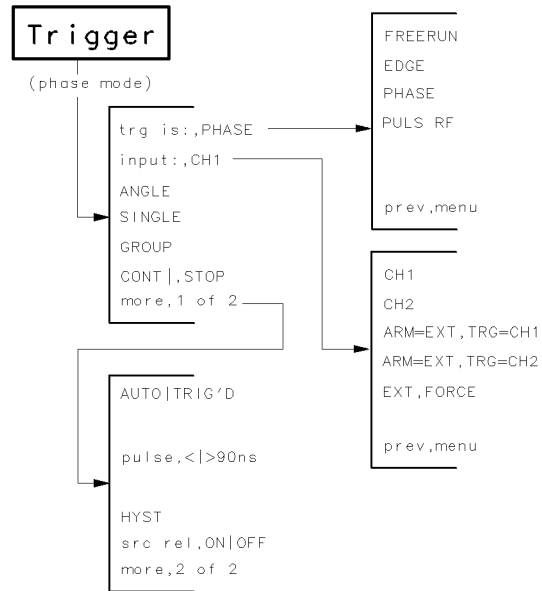 Trigger
(phase mode)
trg is:,PHASE
input:,CH1
ANGLE
SINGLE
GROUP
CONT|,STOP
more,1 of 2
FREERUN
EDGE
PHASE
PULS RF
prev,menu
CH1
CH2
ARM=EXT,TRG=CH1
ARM=EXT,TRG=CH2
EXT,FORCE
prev,menu
AUTO|TRIG'D
pulse,<|>90ns
HYST
src rel,ON|OFF
more,2 of 2